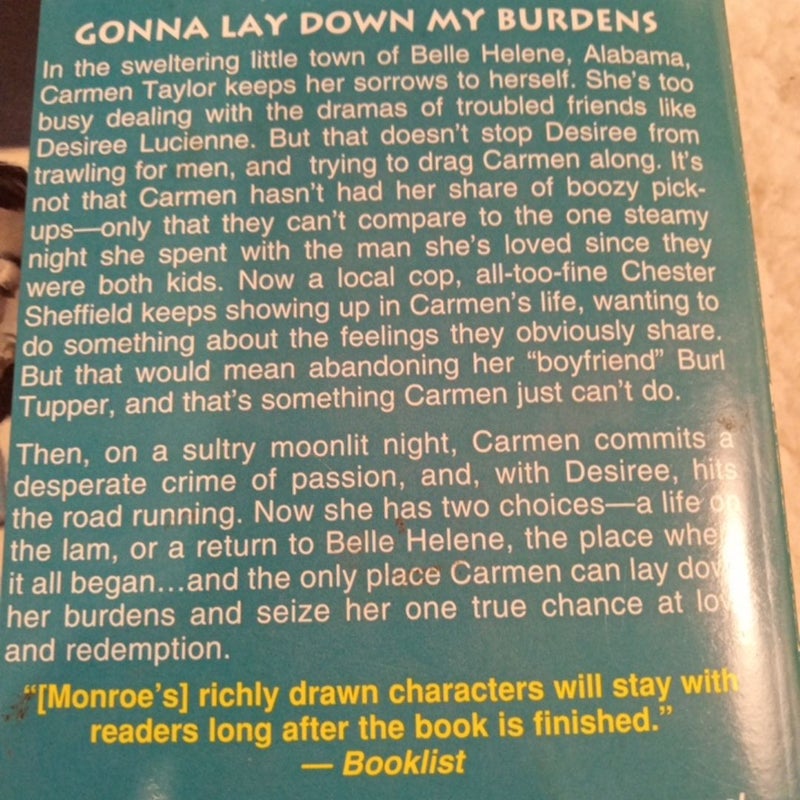 GONNA LAY DOWN MY BURDENS
In the sweltering little town of Belle Helene, Alabama,
Carmen Taylor keeps her sorrows to herself. She's too
busy dealing with the dramas of troubled friends like
Desiree Lucienne. But that doesn't stop Desiree from
trawling for men, and trying to drag Carmen along. It's
not that Carmen hasn't had her share of boozy pick-
ups—only that they can't compare to the one steamy
night she spent with the man she's loved since they
were both kids. Now a local cop, all-too-fine Chester
Sheffield keeps showing up in Carmen's life, wanting to
do something about the feelings they obviously share.
But that would mean abandoning her "boyfriend" Burl
Tupper, and that's something Carmen just can't do.
Then, on a sultry moonlit night, Carmen commits a
desperate crime of passion, and, with Desiree, hits
the road running. Now she has two choices—a life on
the lam, or a return to Belle Helene, the place where
it all began...and the only place Carmen can lay down
her burdens and seize her one true chance at love
and redemption.
"[Monroe's] richly drawn characters will stay with
readers long after the book is finished."
— Booklist